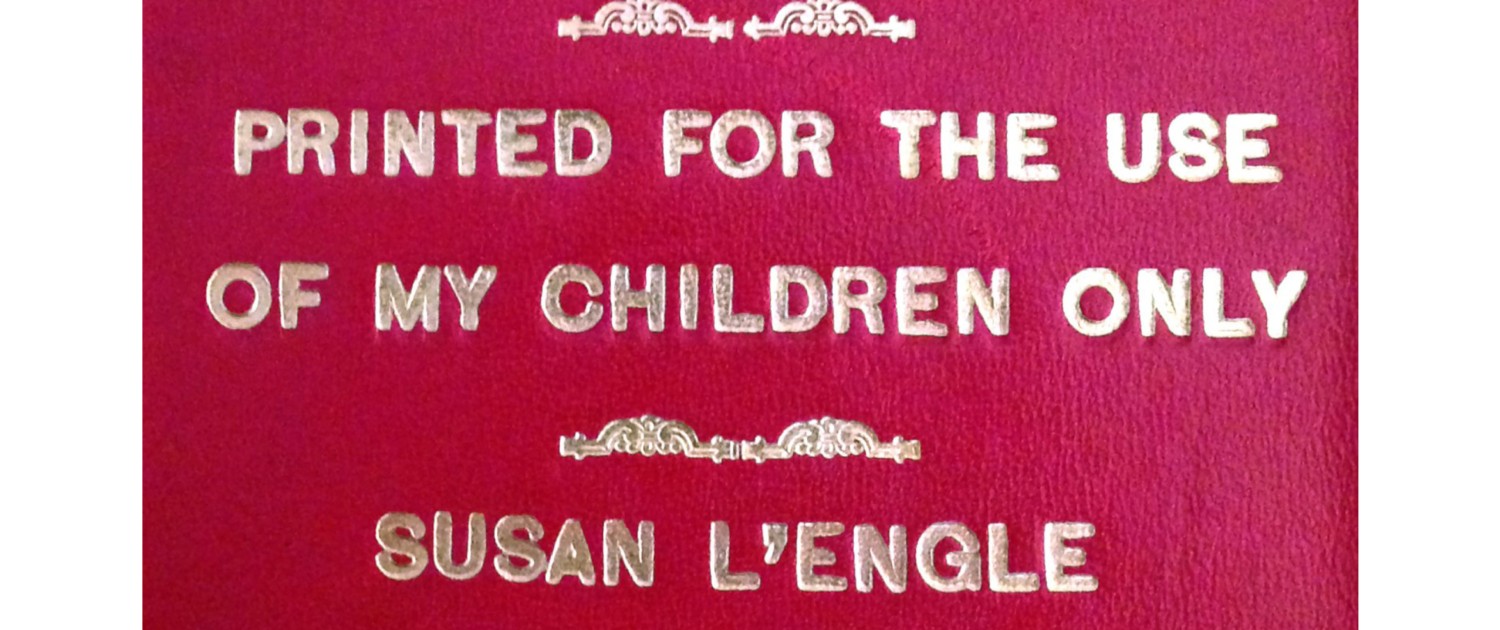 PRINTED FOR THE USE
OF MY CHILDREN ONLY
SUSAN L'ENGLE